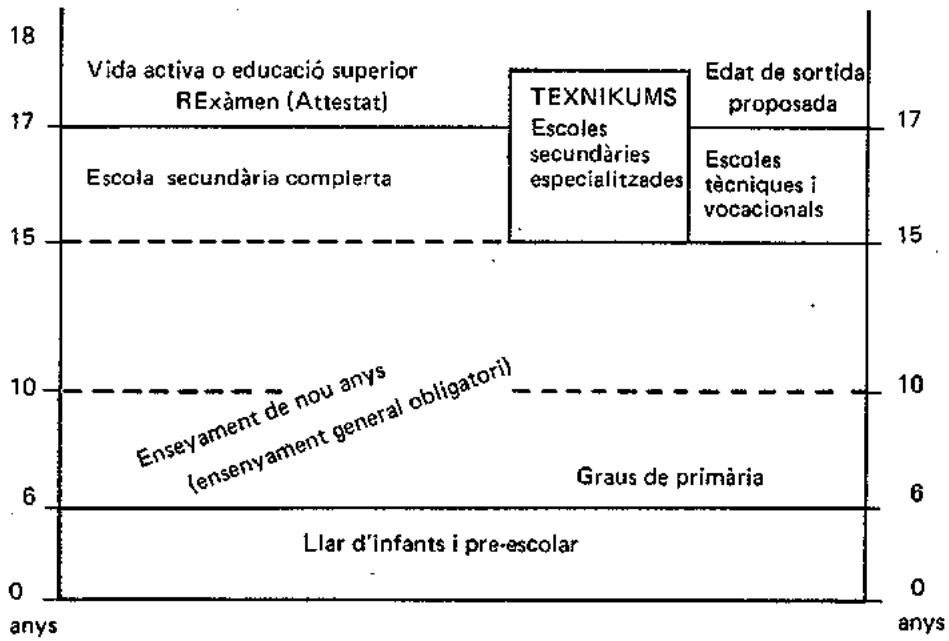 18
Vida activa o educació superior
RExàmen (Attestat)
TEXNIKUMS
Escoles
secundàries
especialitzades
Edat de sortida
proposada
17
17
Escola secundària complerta
Escoles
tècniques i
vocacionals
15
15
10
10
Enseyament de nou anys
(ensenyament general obligatori)
Graus de primària
6
6
Llar d'infants i pre-escolar
0
0
anys
anys